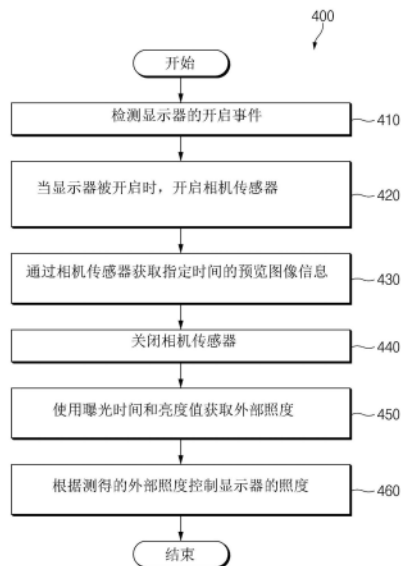 400
开始
检测显示器的开启事件
410
当显示器被开启时，开启相机传感器
420
通过相机传感器获取指定时间的预览图像信息
430
关闭相机传感器
440
使用曝光时间和亮度值获取外部照度
450
根据测得的外部照度控制显示器的照度
460
结束